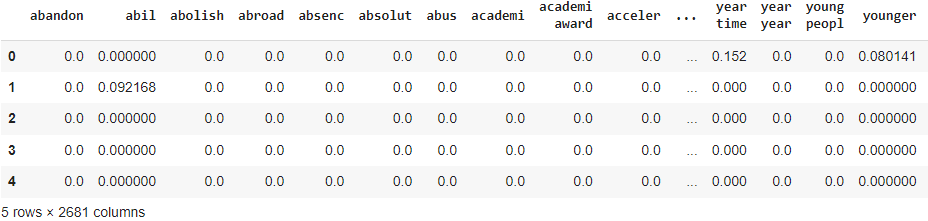 abandon abil abolish abroad absenc absolut abus academi academi award acceler ... year time year year young peopl younger
0 0.0 0.000000 0.0 0.0 0.0 0.0 0.0 0.0 0.0 0.0 ... 0.152 0.0 0.0 0.080141
1 0.0 0.092168 0.0 0.0 0.0 0.0 0.0 0.0 0.0 0.0 ... 0.000 0.0 0.0 0.000000
2 0.0 0.000000 0.0 0.0 0.0 0.0 0.0 0.0 0.0 0.0 ... 0.000 0.0 0.0 0.000000
3 0.0 0.000000 0.0 0.0 0.0 0.0 0.0 0.0 0.0 0.0 ... 0.000 0.0 0.0 0.000000
4 0.0 0.000000 0.0 0.0 0.0 0.0 0.0 0.0 0.0 0.0 ... 0.000 0.0 0.0 0.000000
5 rows × 2681 columns